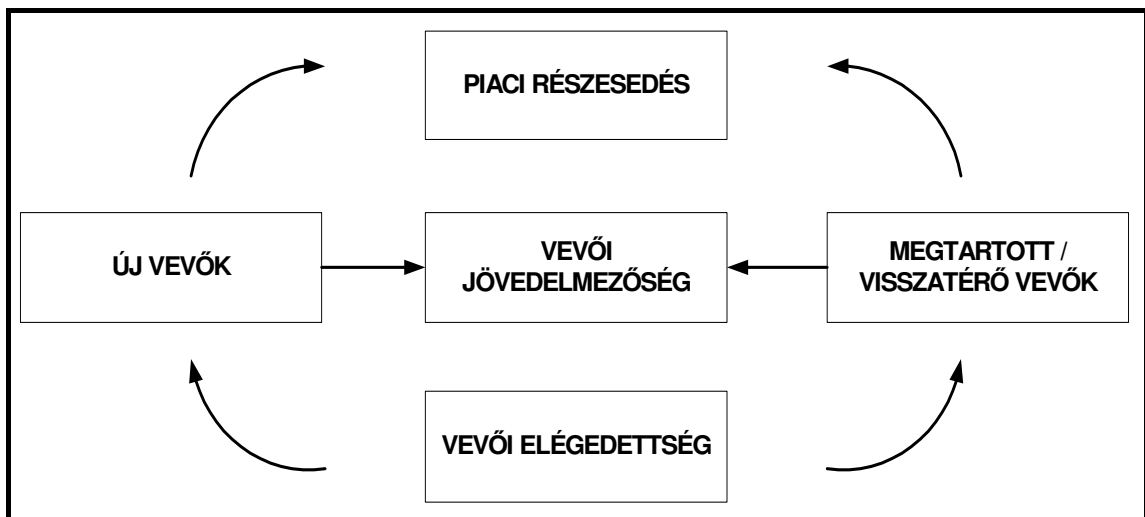 PIACI RÉSZESEDÉS
ÚJ VEVŐK
VEVŐI
JÖVEDELMEZŐSÉG
MEGTARTOTT /
VISSZATÉRŐ VEVŐK
VEVŐI ELÉGEDETTSÉG